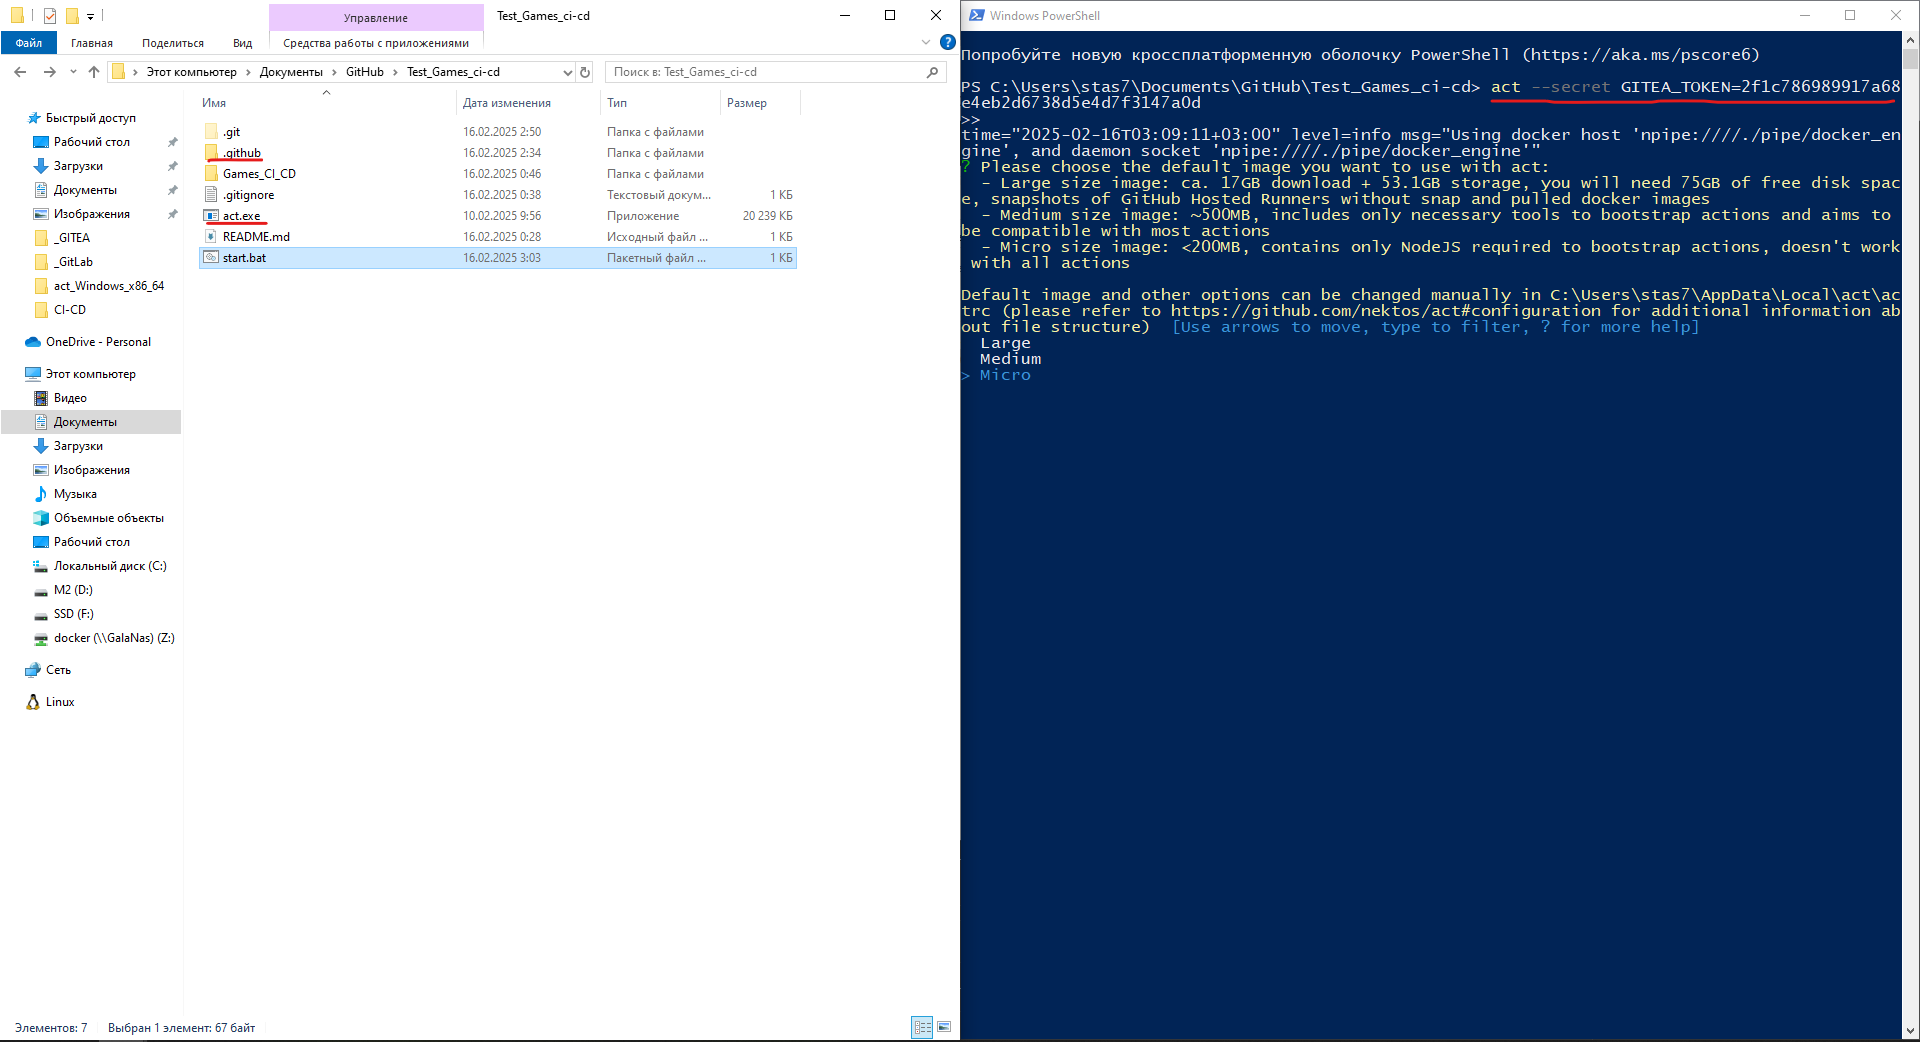 Управление
Test_Games_ci-cd
Файл
Главная
Поделиться
Вид
Средства работы с приложениями
Этот компьютер
Документы
GitHub
Test_Games_ci-cd
Поиск в: Test_Games_ci-cd
Имя
Дата изменения
Тип
Размер
.git 16.02.2025 2:50 Папка с файлами
.github 16.02.2025 2:34 Папка с файлами
Games_CI_CD 16.02.2025 0:46 Папка с файлами
.gitignore 16.02.2025 0:38 Текстовый докум... 1 КБ
act.exe 10.02.2025 9:56 Приложение 20 239 КБ
README.md 16.02.2025 0:28 Исходный файл ... 1 КБ
start.bat 16.02.2025 3:03 Пакетный файл ... 1 КБ
Быстрый доступ
Рабочий стол
Загрузки
Документы
Изображения
_GITEA
_GitLab
act_Windows_x86_64
CI-CD
OneDrive - Personal
Этот компьютер
Видео
Документы
Загрузки
Изображения
Музыка
Объемные объекты
Рабочий стол
Локальный диск (C:)
M2 (D:)
SSD (F:)
docker (\\GalaNas) (Z:)
Сеть
Linux
Элементов: 7
Выбран 1 элемент: 67 байт
Windows PowerShell
Попробуйте новую кроссплатформенную оболочку PowerShell (https://aka.ms/pscore6)
PS C:\Users\stas7\Documents\GitHub\Test_Games_ci-cd> act --secret GITEA_TOKEN=2f1c786989917a68
e4eb2d6738d5e4d7f3147a0d
>>
time="2025-02-16T03:09:11+03:00" level=info msg="Using docker host 'npipe:////./pipe/docker_en
gine', and daemon socket 'npipe:////./pipe/docker_engine'"
? Please choose the default image you want to use with act:
- Large size image: ca. 17GB download + 53.1GB storage, you will need 75GB of free disk spac
e, snapshots of GitHub Hosted Runners without snap and pulled docker images
- Medium size image: ~500MB, includes only necessary tools to bootstrap actions and aims to
be compatible with most actions
- Micro size image: <200MB, contains only NodeJS required to bootstrap actions, doesn't work
with all actions
Default image and other options can be changed manually in C:\Users\stas7\AppData\Local\act\ac
trc (please refer to https://github.com/nektos/act#configuration for additional information ab
out file structure) [Use arrows to move, type to filter, ? for more help]
Large
Medium
> Micro